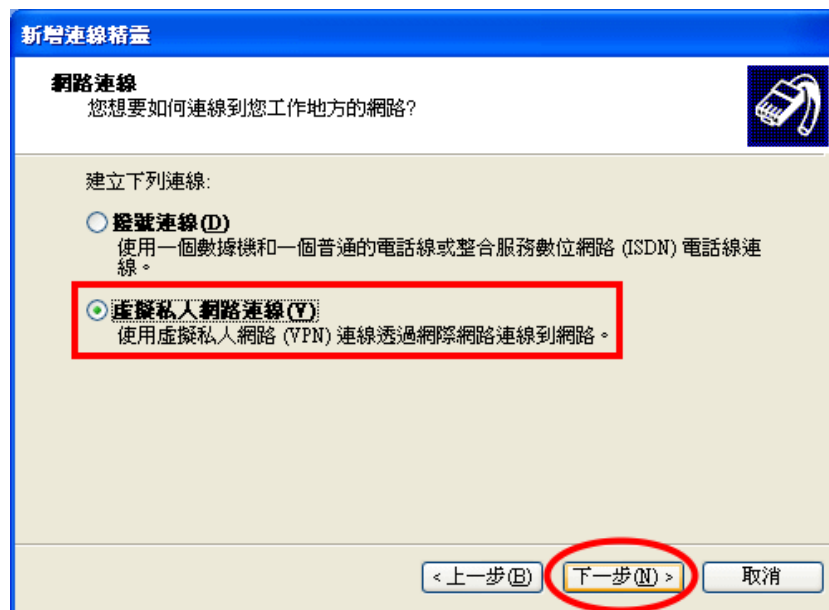 新增連線精靈
網路連線
您想要如何連線到您工作地方的網路?
建立下列連線:
撥號連線(D)
使用一個數據機和一個普通的電話線或整合服務數位網路 (ISDN) 電話線連
線。
虛擬私人網路連線(V)
使用虛擬私人網路 (VPN) 連線透過網際網路連線到網路。
<上一步(B) 下一步(N) > 取消